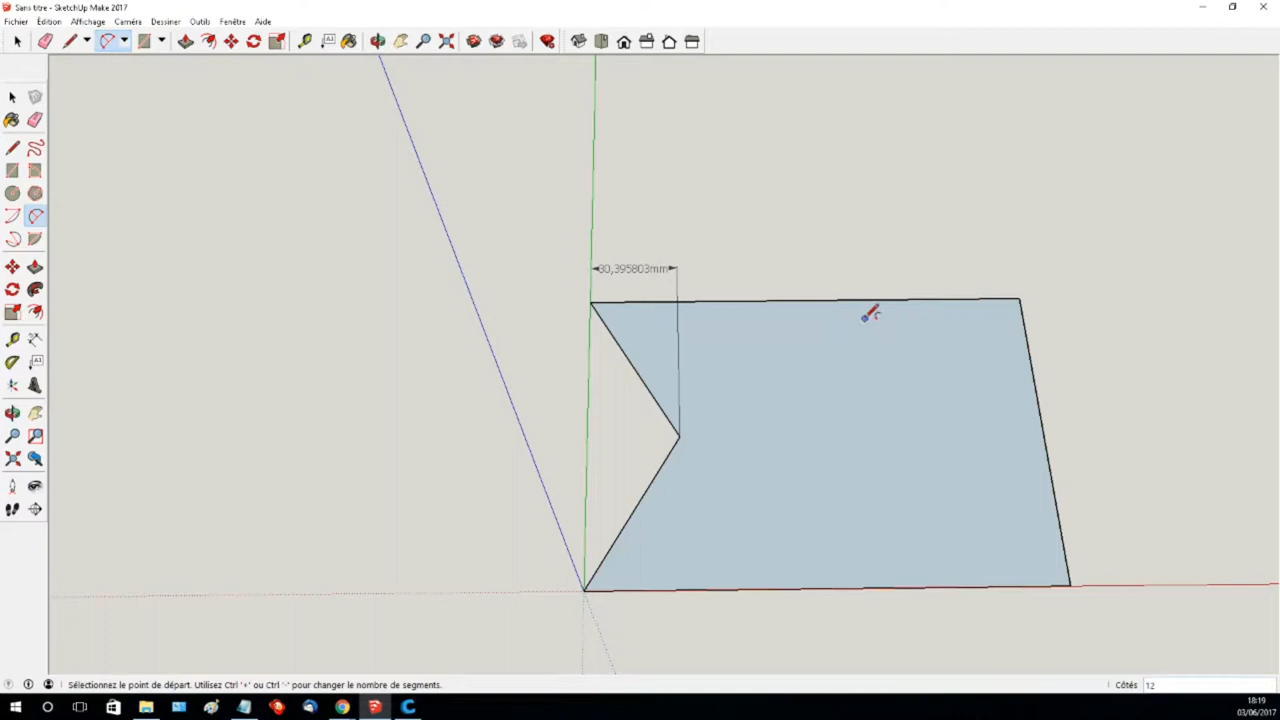 Sans titre - SketchUp Make 2017
Fichier Édition Affichage Caméra Dessiner Outils Fenêtre Aide
30,395803mm
Sélectionnez le point de départ. Utilisez Ctrl '+' ou Ctrl '-' pour changer le nombre de segments.
Côtés 12
18:19
03/06/2017